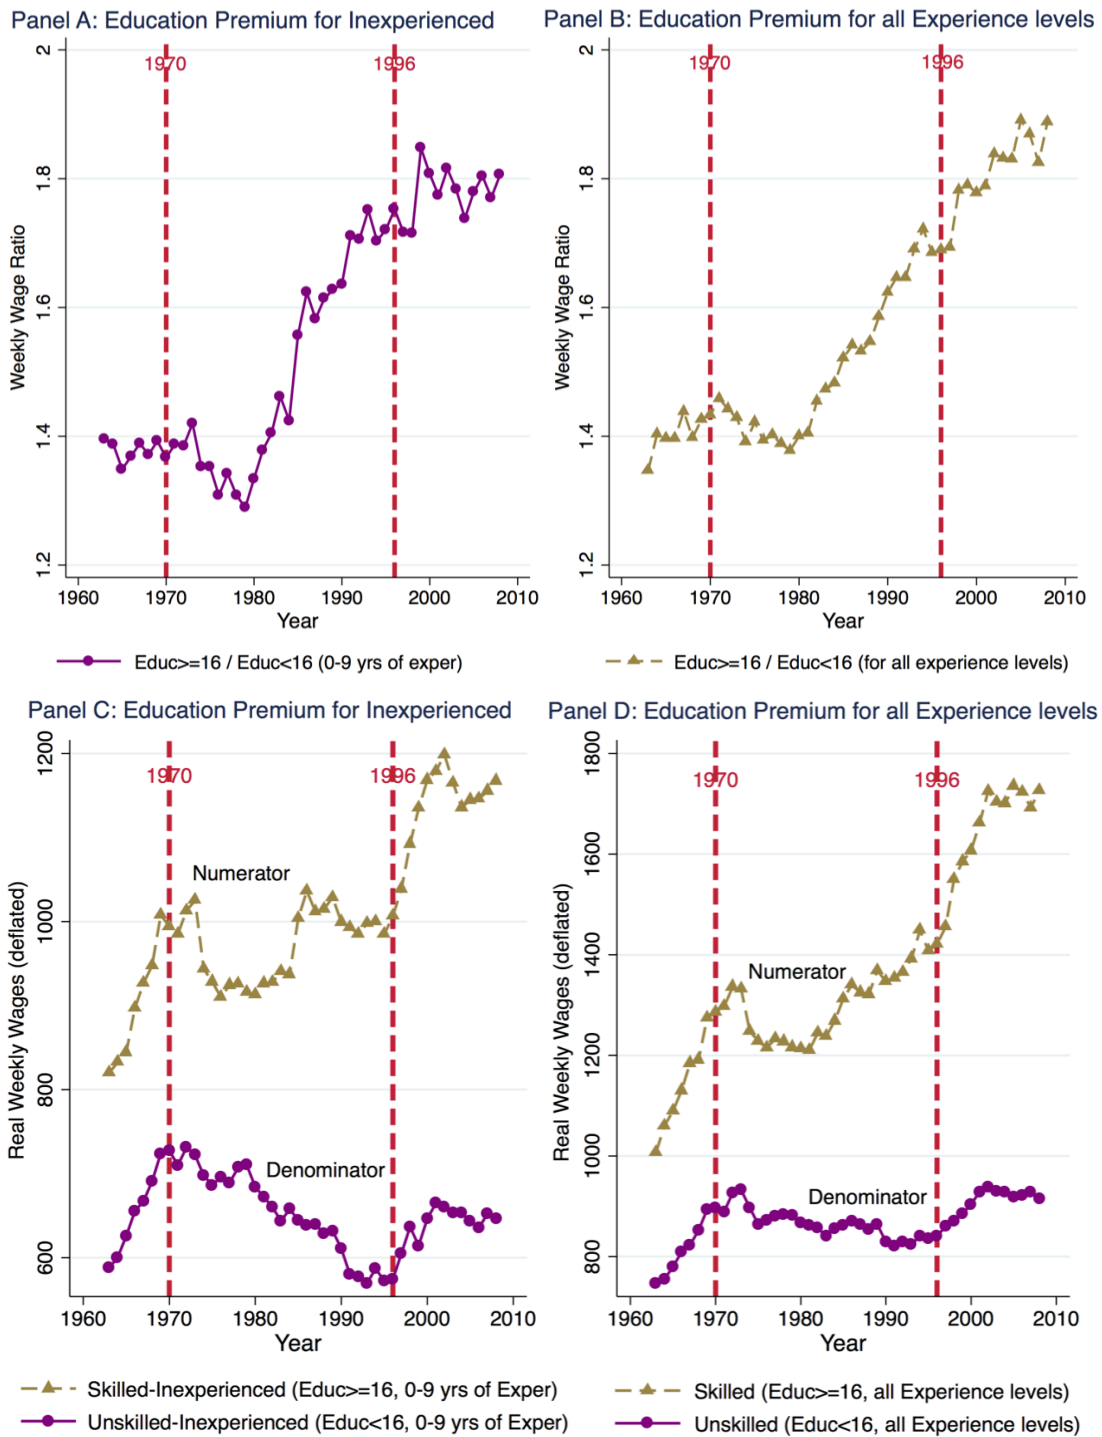 Panel A: Education Premium for Inexperienced
2
1970
1996
1.8
1.6
1.4
1.2
Weekly Wage Ratio
1960 1970 1980 1990 2000 2010
Year
Educ>=16 / Educ<16 (0-9 yrs of exper)
Panel B: Education Premium for all Experience levels
2
1970
1996
1.8
1.6
1.4
1.2
Weekly Wage Ratio
1960 1970 1980 1990 2000 2010
Year
Educ>=16 / Educ<16 (for all experience levels)
Panel C: Education Premium for Inexperienced
1200
1970
1996
Numerator
1000
800
Denominator
600
Real Weekly Wages (deflated)
1960 1970 1980 1990 2000 2010
Year
Skilled-Inexperienced (Educ>=16, 0-9 yrs of Exper)
Unskilled-Inexperienced (Educ<16, 0-9 yrs of Exper)
Panel D: Education Premium for all Experience levels
1800
1970
1996
1600
1400
Numerator
1200
1000
Denominator
800
Real Weekly Wages (deflated)
1960 1970 1980 1990 2000 2010
Year
Skilled (Educ>=16, all Experience levels)
Unskilled (Educ<16, all Experience levels)